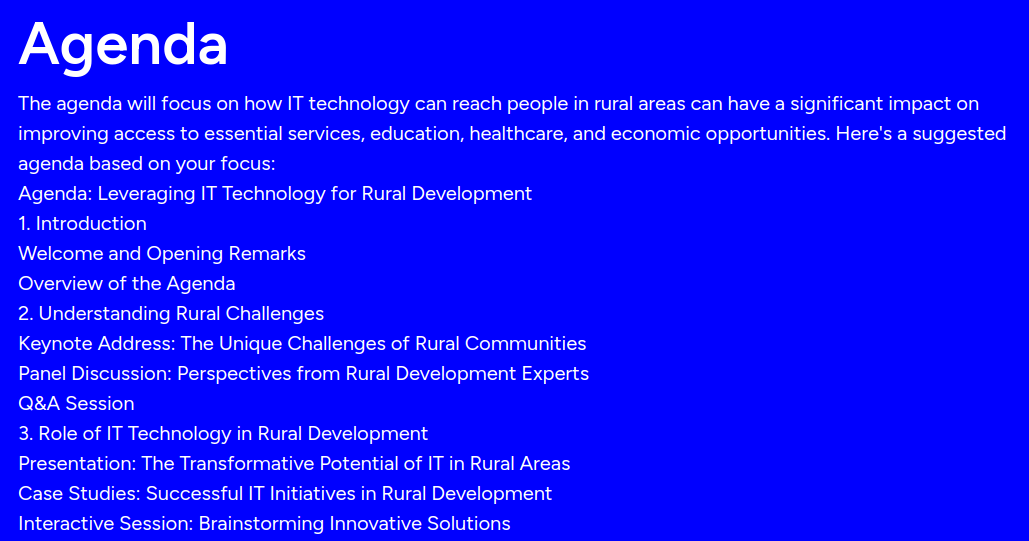 Agenda
The agenda will focus on how IT technology can reach people in rural areas can have a significant impact on
improving access to essential services, education, healthcare, and economic opportunities. Here's a suggested
agenda based on your focus:
Agenda: Leveraging IT Technology for Rural Development
1. Introduction
Welcome and Opening Remarks
Overview of the Agenda
2. Understanding Rural Challenges
Keynote Address: The Unique Challenges of Rural Communities
Panel Discussion: Perspectives from Rural Development Experts
Q&A Session
3. Role of IT Technology in Rural Development
Presentation: The Transformative Potential of IT in Rural Areas
Case Studies: Successful IT Initiatives in Rural Development
Interactive Session: Brainstorming Innovative Solutions